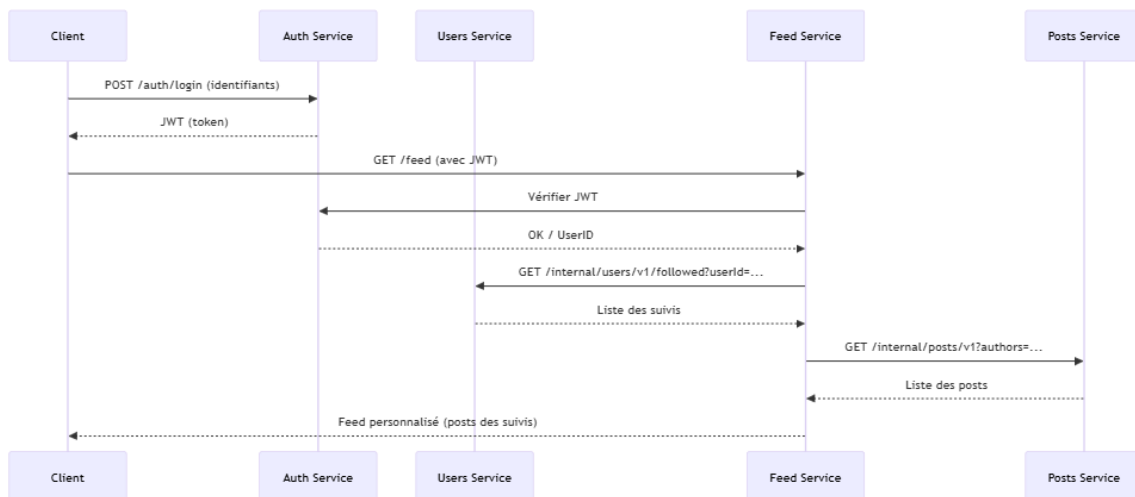 Client
Auth Service
Users Service
Feed Service
Posts Service
POST /auth/login (identifiants)
JWT (token)
GET /feed (avec JWT)
Vérifier JWT
OK / UserID
GET /internal/users/v1/followed?userId=...
Liste des suivis
GET /internal/posts/v1?authors=...
Liste des posts
Feed personnalisé (posts des suivis)
Client
Auth Service
Users Service
Feed Service
Posts Service